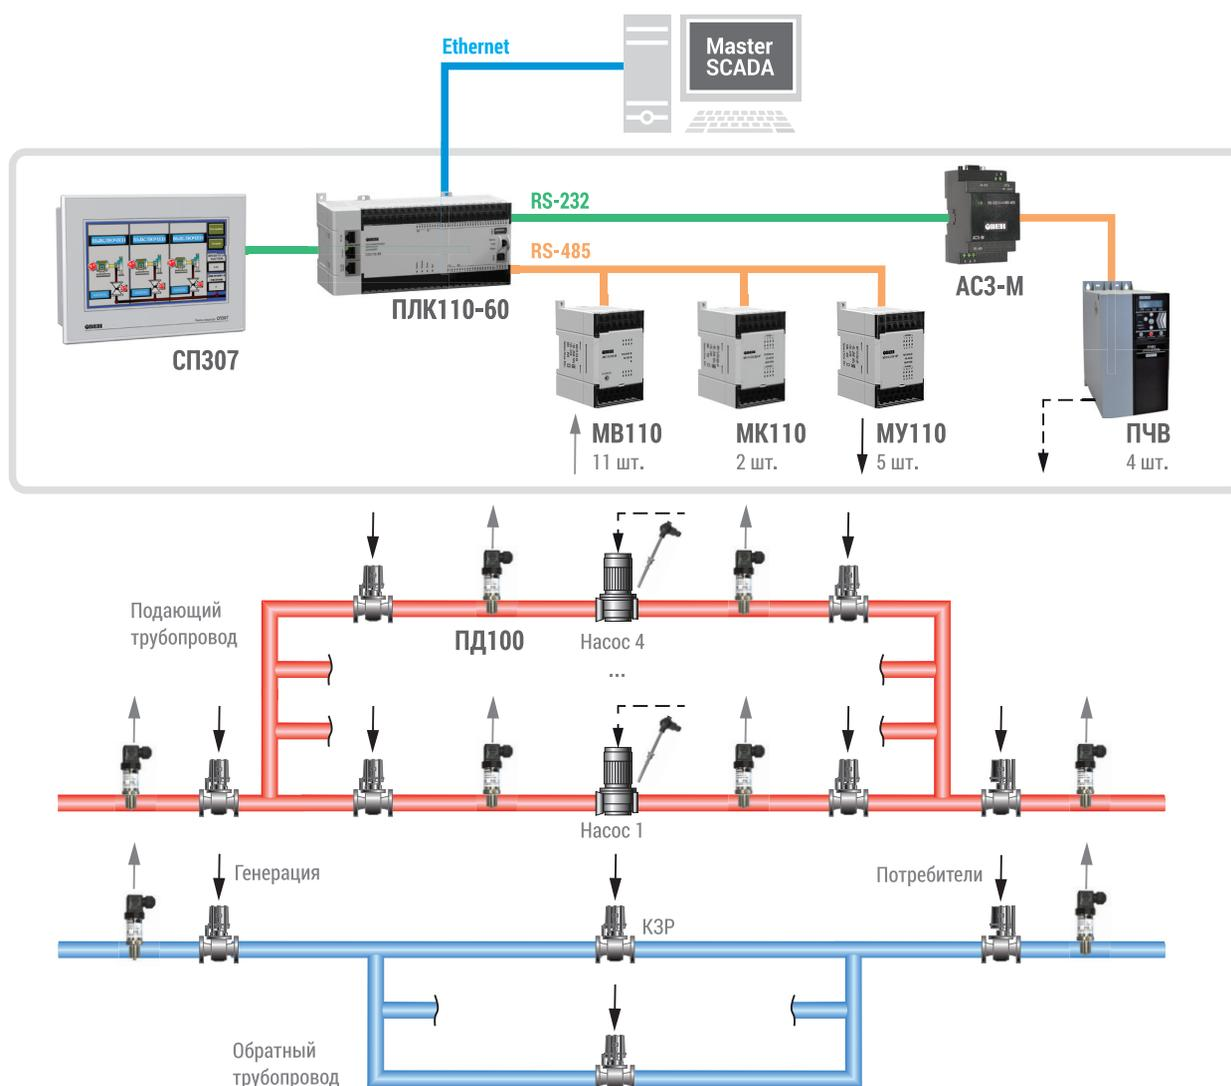 Ethernet
Master
SCADA
RS-232
RS-485
СП307
ПЛК110-60
АС3-М
МВ110
11 шт.
МК110
2 шт.
МУ110
5 шт.
ПЧВ
4 шт.
Подающий
трубопровод
ПД100
Насос 4
...
Насос 1
Генерация
Потребители
КЗР
Обратный
трубопровод